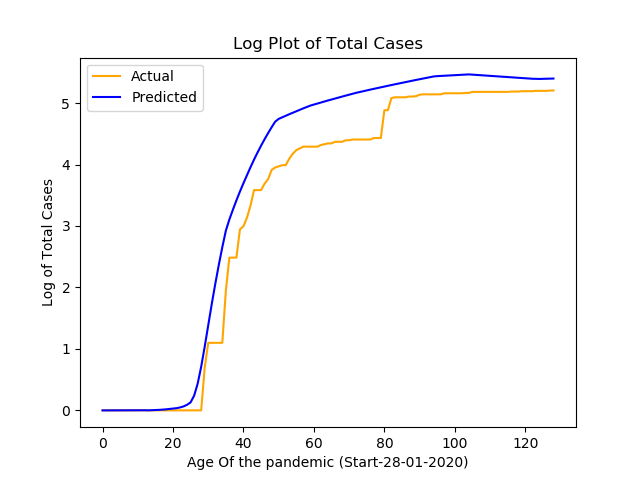 Log Plot of Total Cases
Actual
Predicted
Log of Total Cases
5
4
3
2
1
0
0 20 40 60 80 100 120
Age Of the pandemic (Start-28-01-2020)